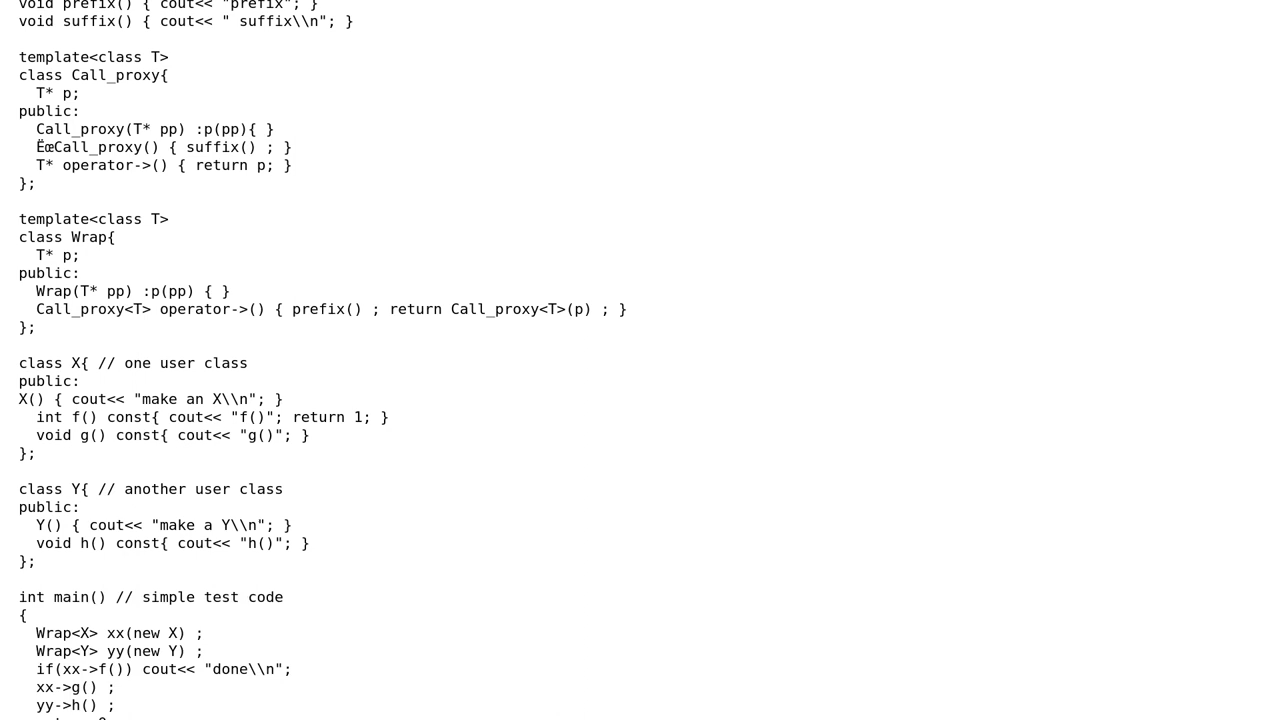 void prefix() { cout<< "prefix"; }
void suffix() { cout<< " suffix\\n"; }

template<class T>
class Call_proxy{
  T* p;
public:
  Call_proxy(T* pp) :p(pp){ }
  ËœCall_proxy() { suffix() ; }
  T* operator->() { return p; }
};

template<class T>
class Wrap{
  T* p;
public:
  Wrap(T* pp) :p(pp) { }
  Call_proxy<T> operator->() { prefix() ; return Call_proxy<T>(p) ; }
};

class X{ // one user class
public:
X() { cout<< "make an X\\n"; }
  int f() const{ cout<< "f()"; return 1; }
  void g() const{ cout<< "g()"; }
};

class Y{ // another user class
public:
  Y() { cout<< "make a Y\\n"; }
  void h() const{ cout<< "h()"; }
};

int main() // simple test code
{
  Wrap<X> xx(new X) ;
  Wrap<Y> yy(new Y) ;
  if(xx->f()) cout<< "done\\n";
  xx->g() ;
  yy->h() ;